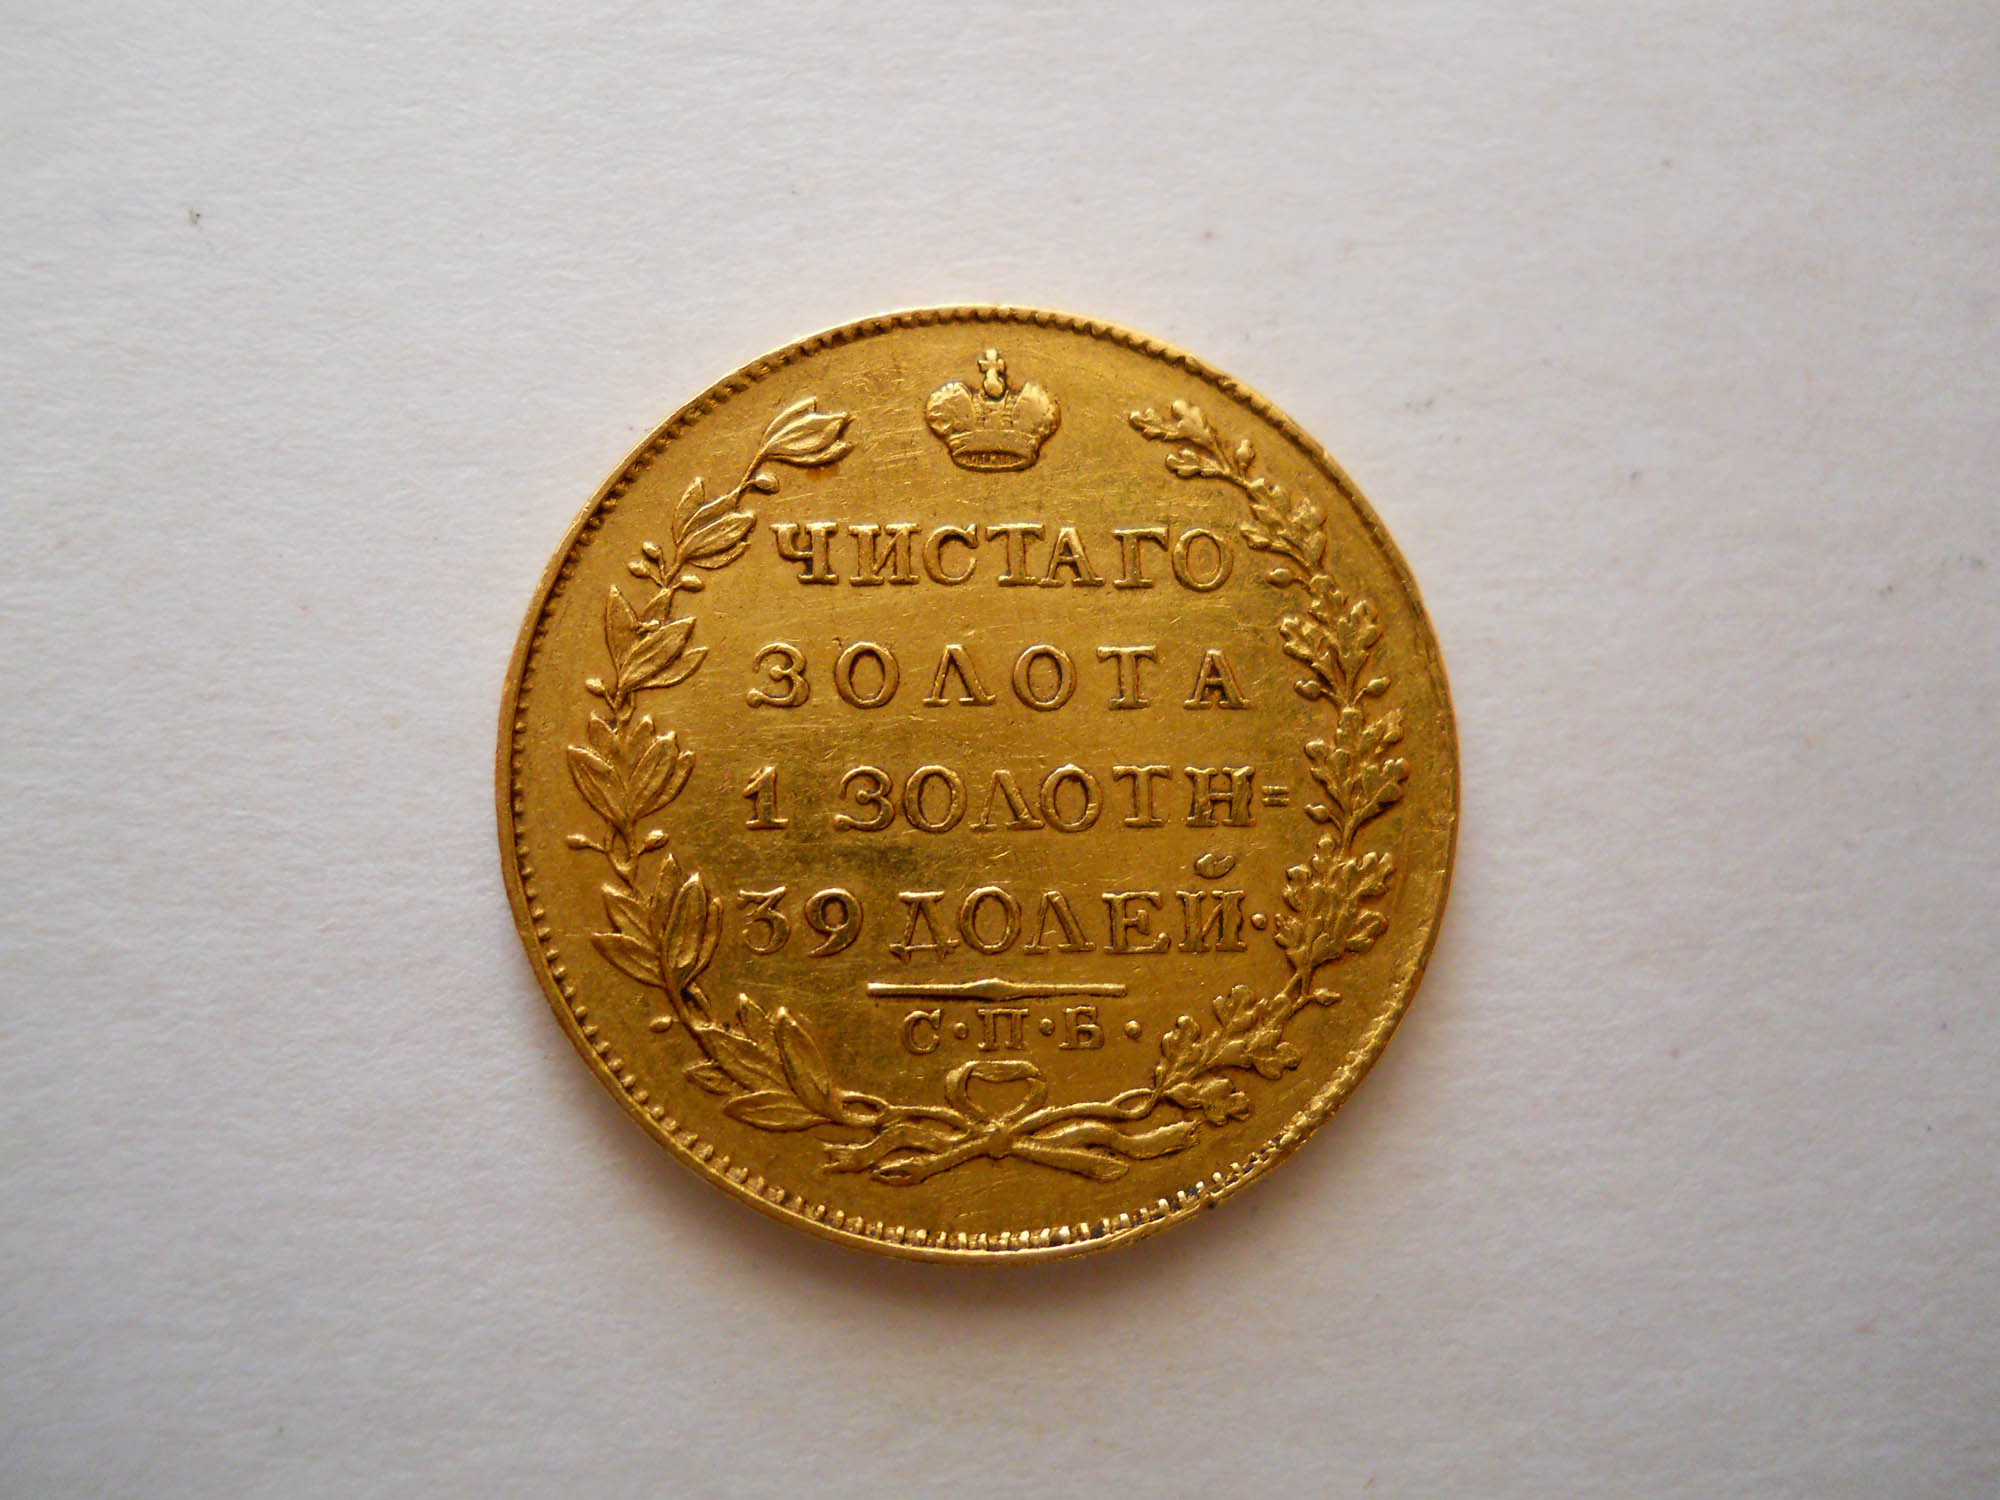 ЧИСТАГО
ЗОЛОТА
1 ЗОЛОТН=
39 ДОЛЕЙ·
С·П·Б·